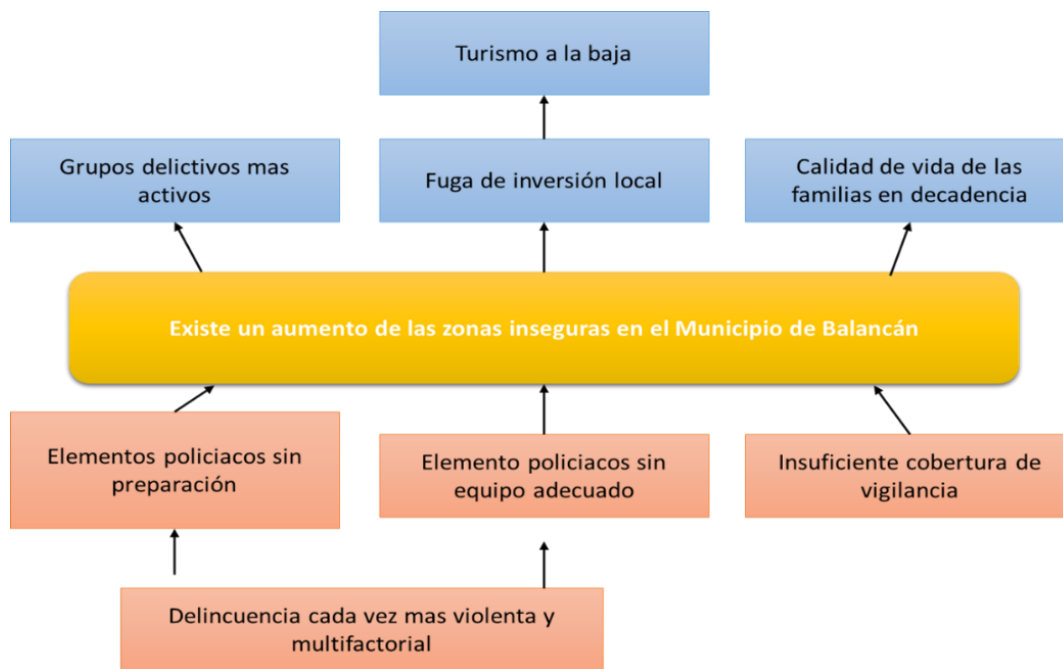 Turismo a la baja
Grupos delictivos mas
activos
Fuga de inversión local
Calidad de vida de las
familias en decadencia
Existe un aumento de las zonas inseguras en el Municipio de Balancán
Elementos policiacos sin
preparación
Elemento policiacos sin
equipo adecuado
Insuficiente cobertura de
vigilancia
Delincuencia cada vez mas violenta y
multifactorial